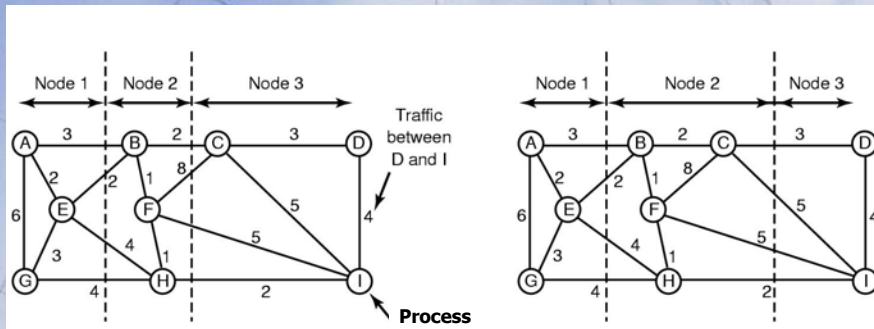 Node 1 Node 2 Node 3
Traffic
between
D and I
A 3 B 2 C 3 D
2 2 1 8
6 E F 5 4
3 4 1 5
G 4 H 2 I
Process
Node 1 Node 2 Node 3
A 3 B 2 C 3 D
2 2 1 8
6 E F 5 4
3 4 1 5
G 4 H 2 I